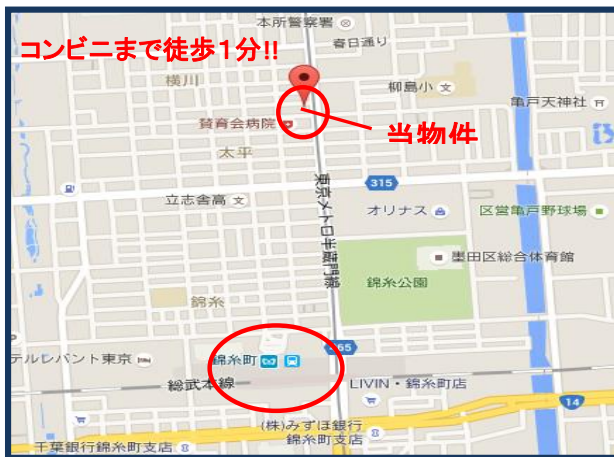 本所警察署
春日通り
コンビニまで徒歩1分!!
横川
柳島小
亀戸天神社
賛育会病院
当物件
太平
315
立志舎高
オリナス
区営亀戸野球場
東京メトロ半蔵門線
墨田区総合体育館
錦糸公園
錦糸
465
テルレバント東京
錦糸町
総武本線
LIVIN・錦糸町店
14
(株)みずほ銀行
錦糸町支店
千葉銀行錦糸町支店